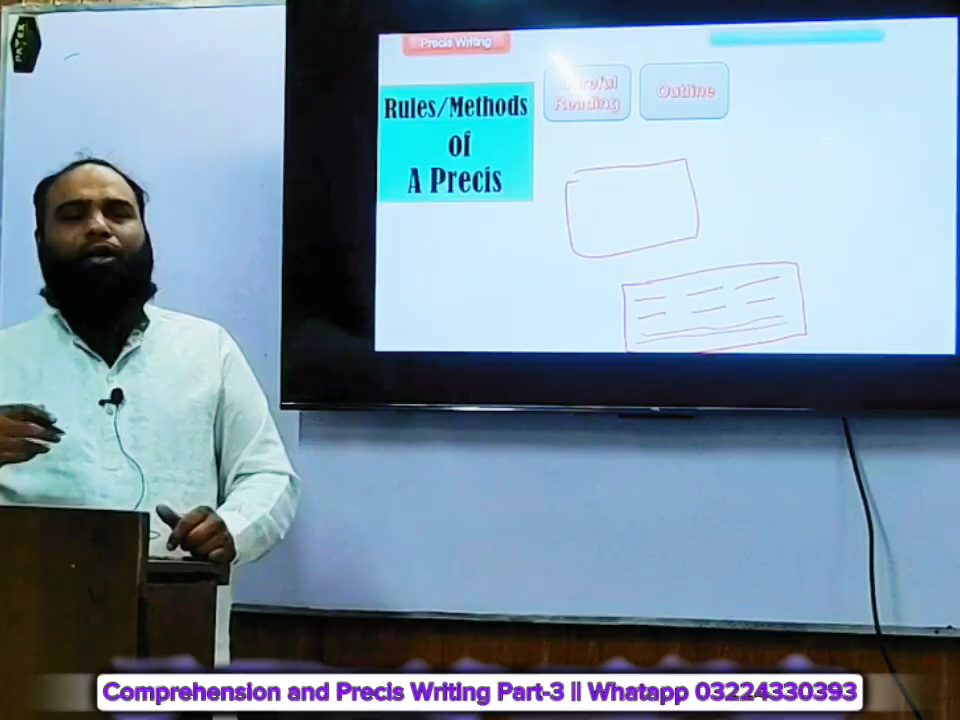 Precis Writing
Rules/Methods
of
A Precis
Careful
Reading
Outline
Comprehension and Precis Writing Part-3 || Whatapp 03224330393